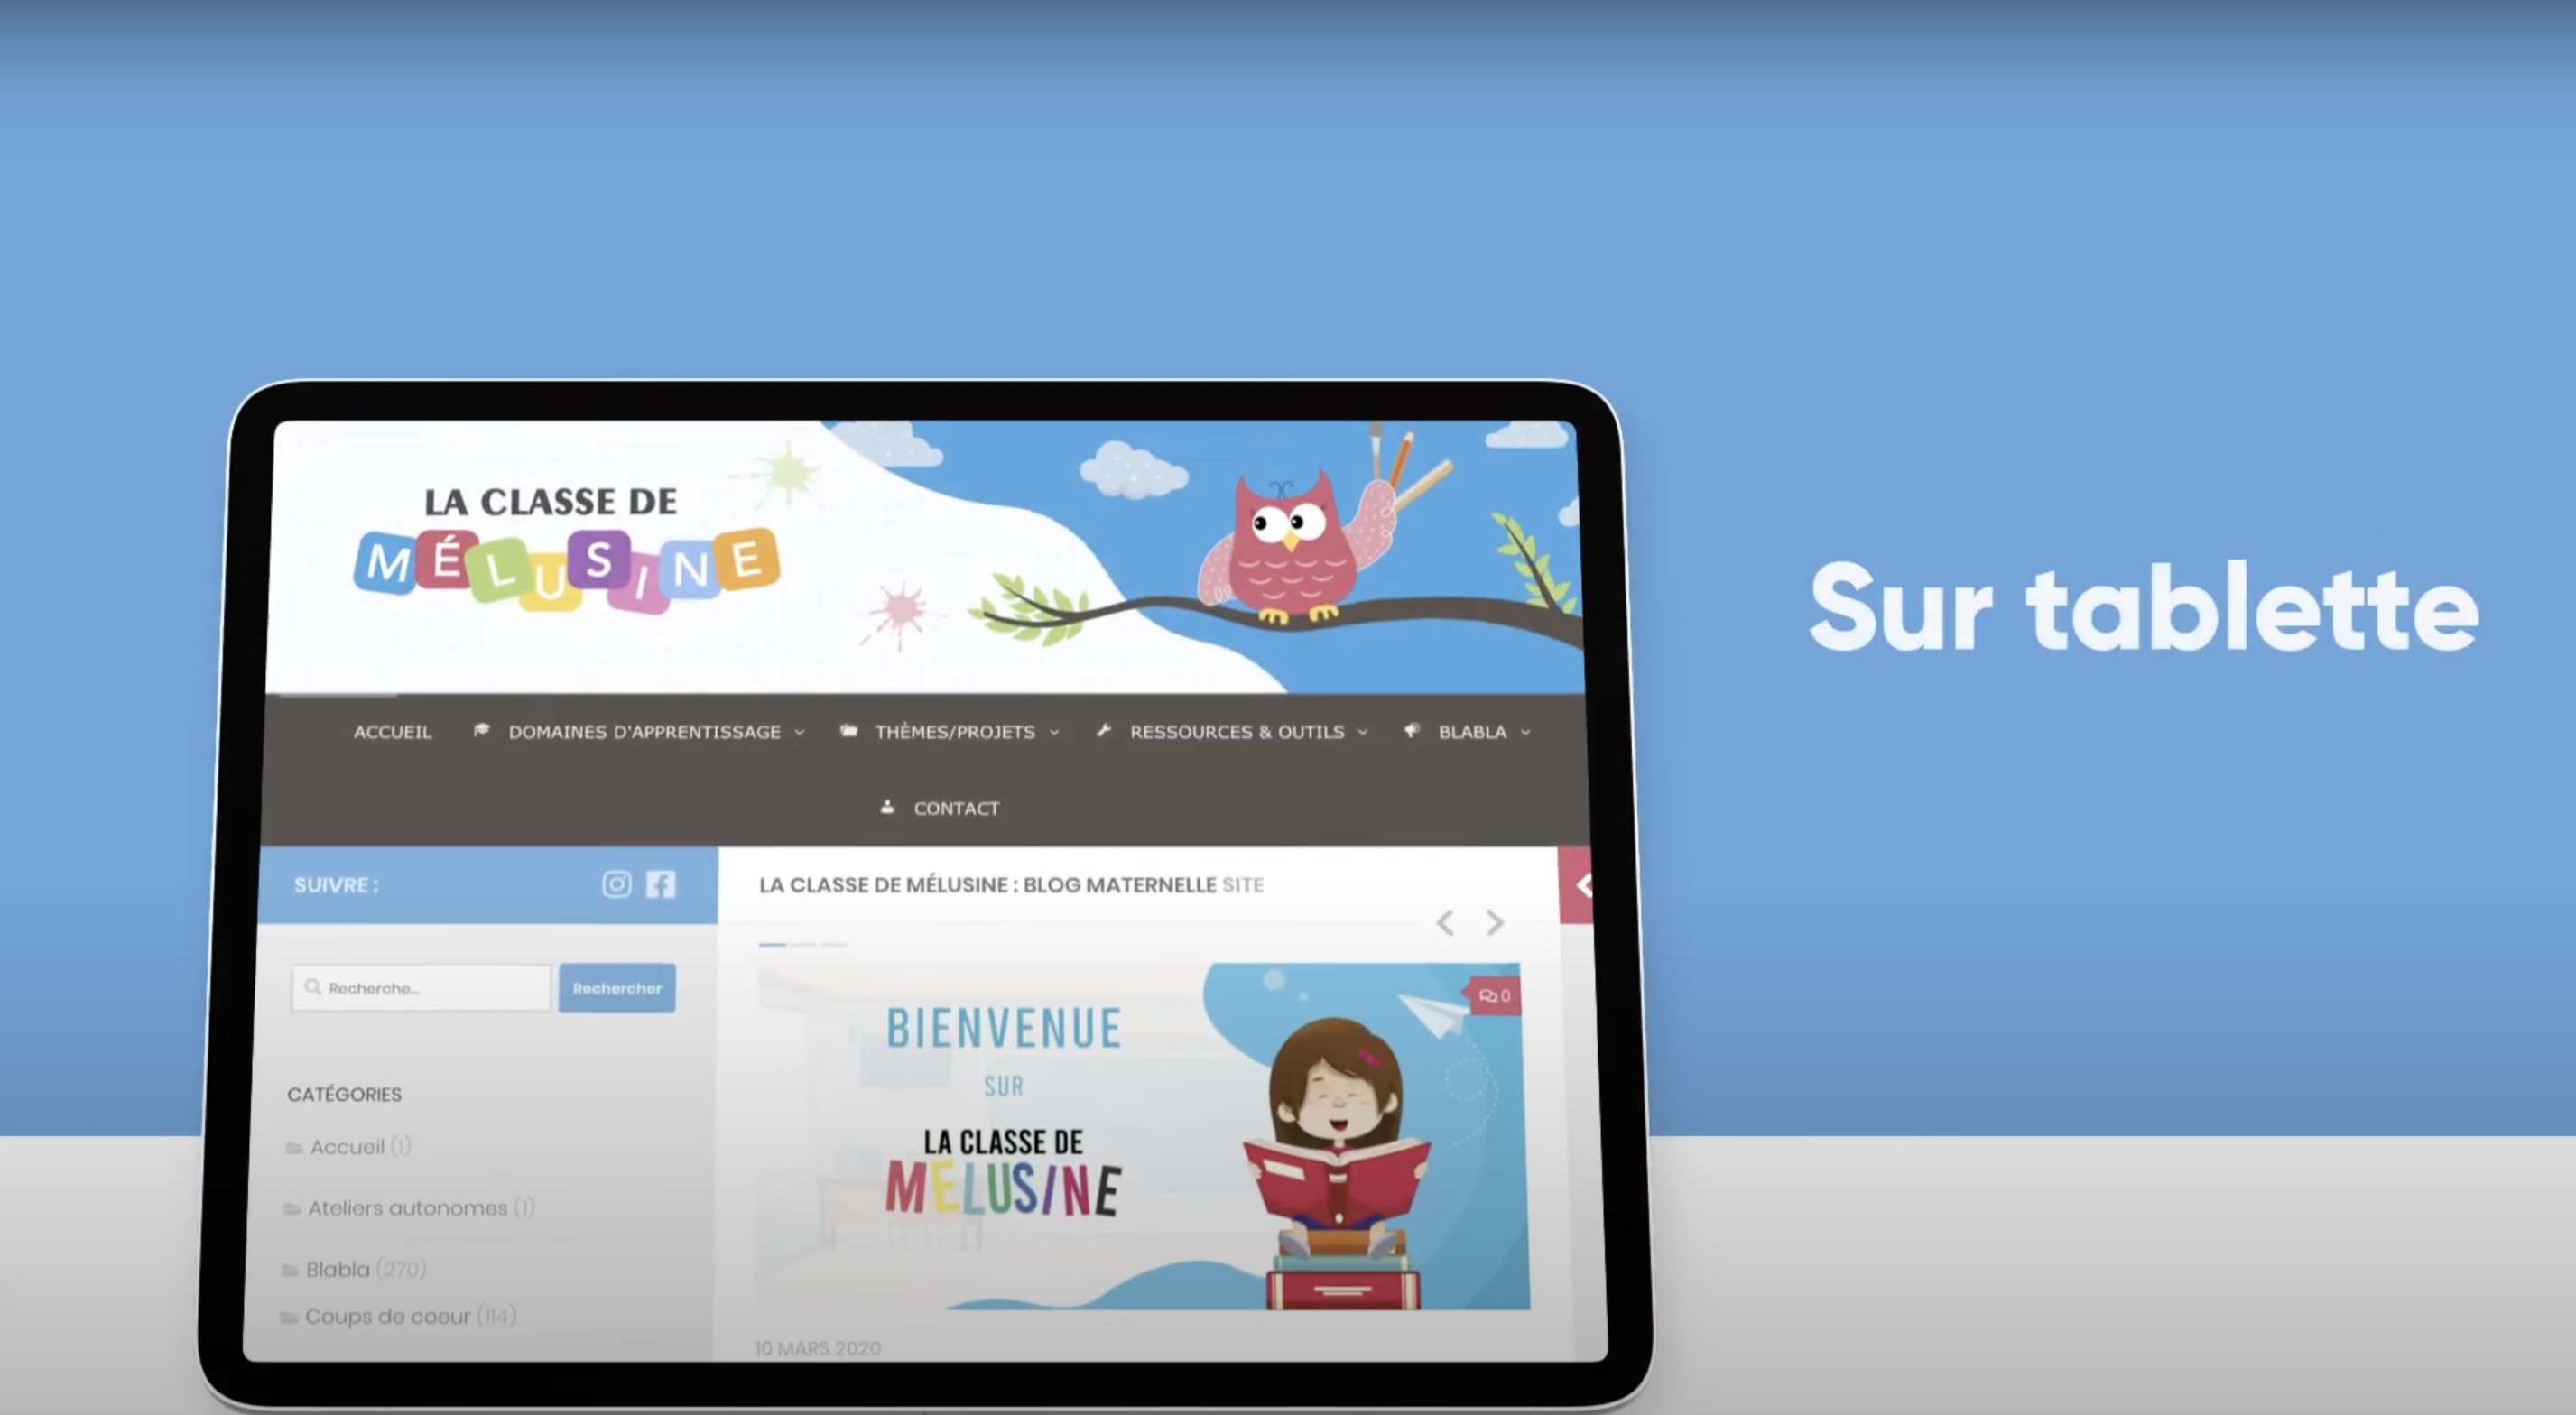 LA CLASSE DE
MÉLUSINE
Sur tablette
ACCUEIL DOMAINES D'APPRENTISSAGE THÈMES/PROJETS RESSOURCES & OUTILS BLABLA
CONTACT
SUIVRE :
LA CLASSE DE MÉLUSINE : BLOG MATERNELLE SITE
Recherche... Rechercher
0
BIENVENUE
SUR
LA CLASSE DE
MELUSINE
CATÉGORIES
Accueil (1)
Ateliers autonomes (1)
Blabla (270)
Coups de coeur (114)
10 MARS 2020